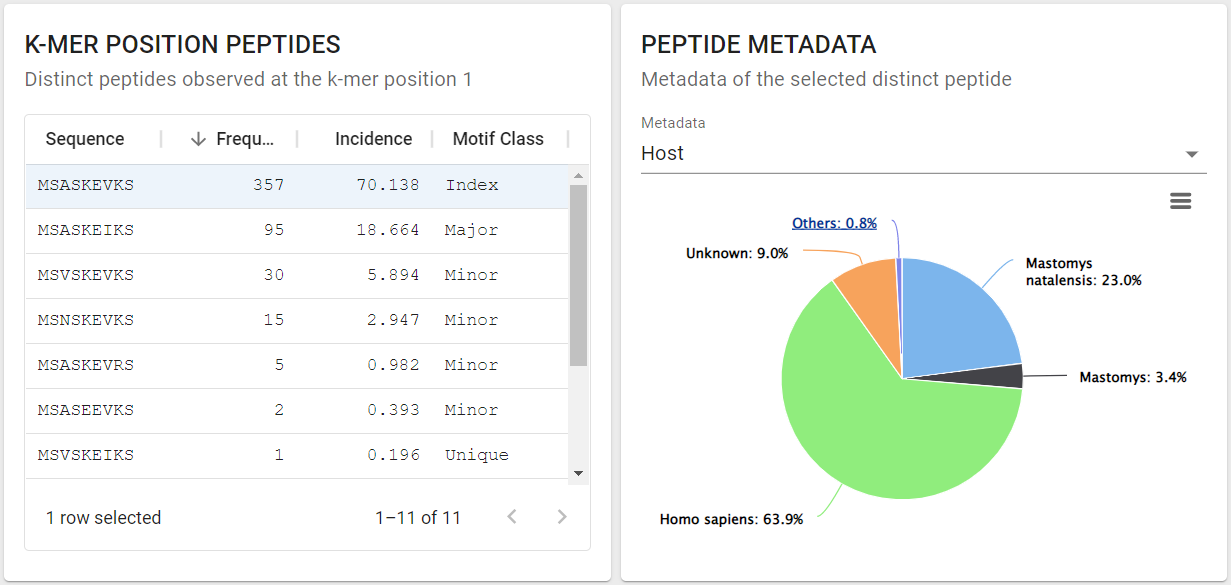 K-MER POSITION PEPTIDES
Distinct peptides observed at the k-mer position 1
Sequence Frequ... Incidence Motif Class
MSASKEVKS 357 70.138 Index
MSASKEIKS 95 18.664 Major
MSVSKEVKS 30 5.894 Minor
MSNSKEVKS 15 2.947 Minor
MSASKEVRS 5 0.982 Minor
MSASEEVKS 2 0.393 Minor
MSVSKEIKS 1 0.196 Unique
1 row selected 1–11 of 11
PEPTIDE METADATA
Metadata of the selected distinct peptide
Metadata
Host
Others: 0.8%
Unknown: 9.0%
Mastomys
natalensis: 23.0%
Mastomys: 3.4%
Homo sapiens: 63.9%